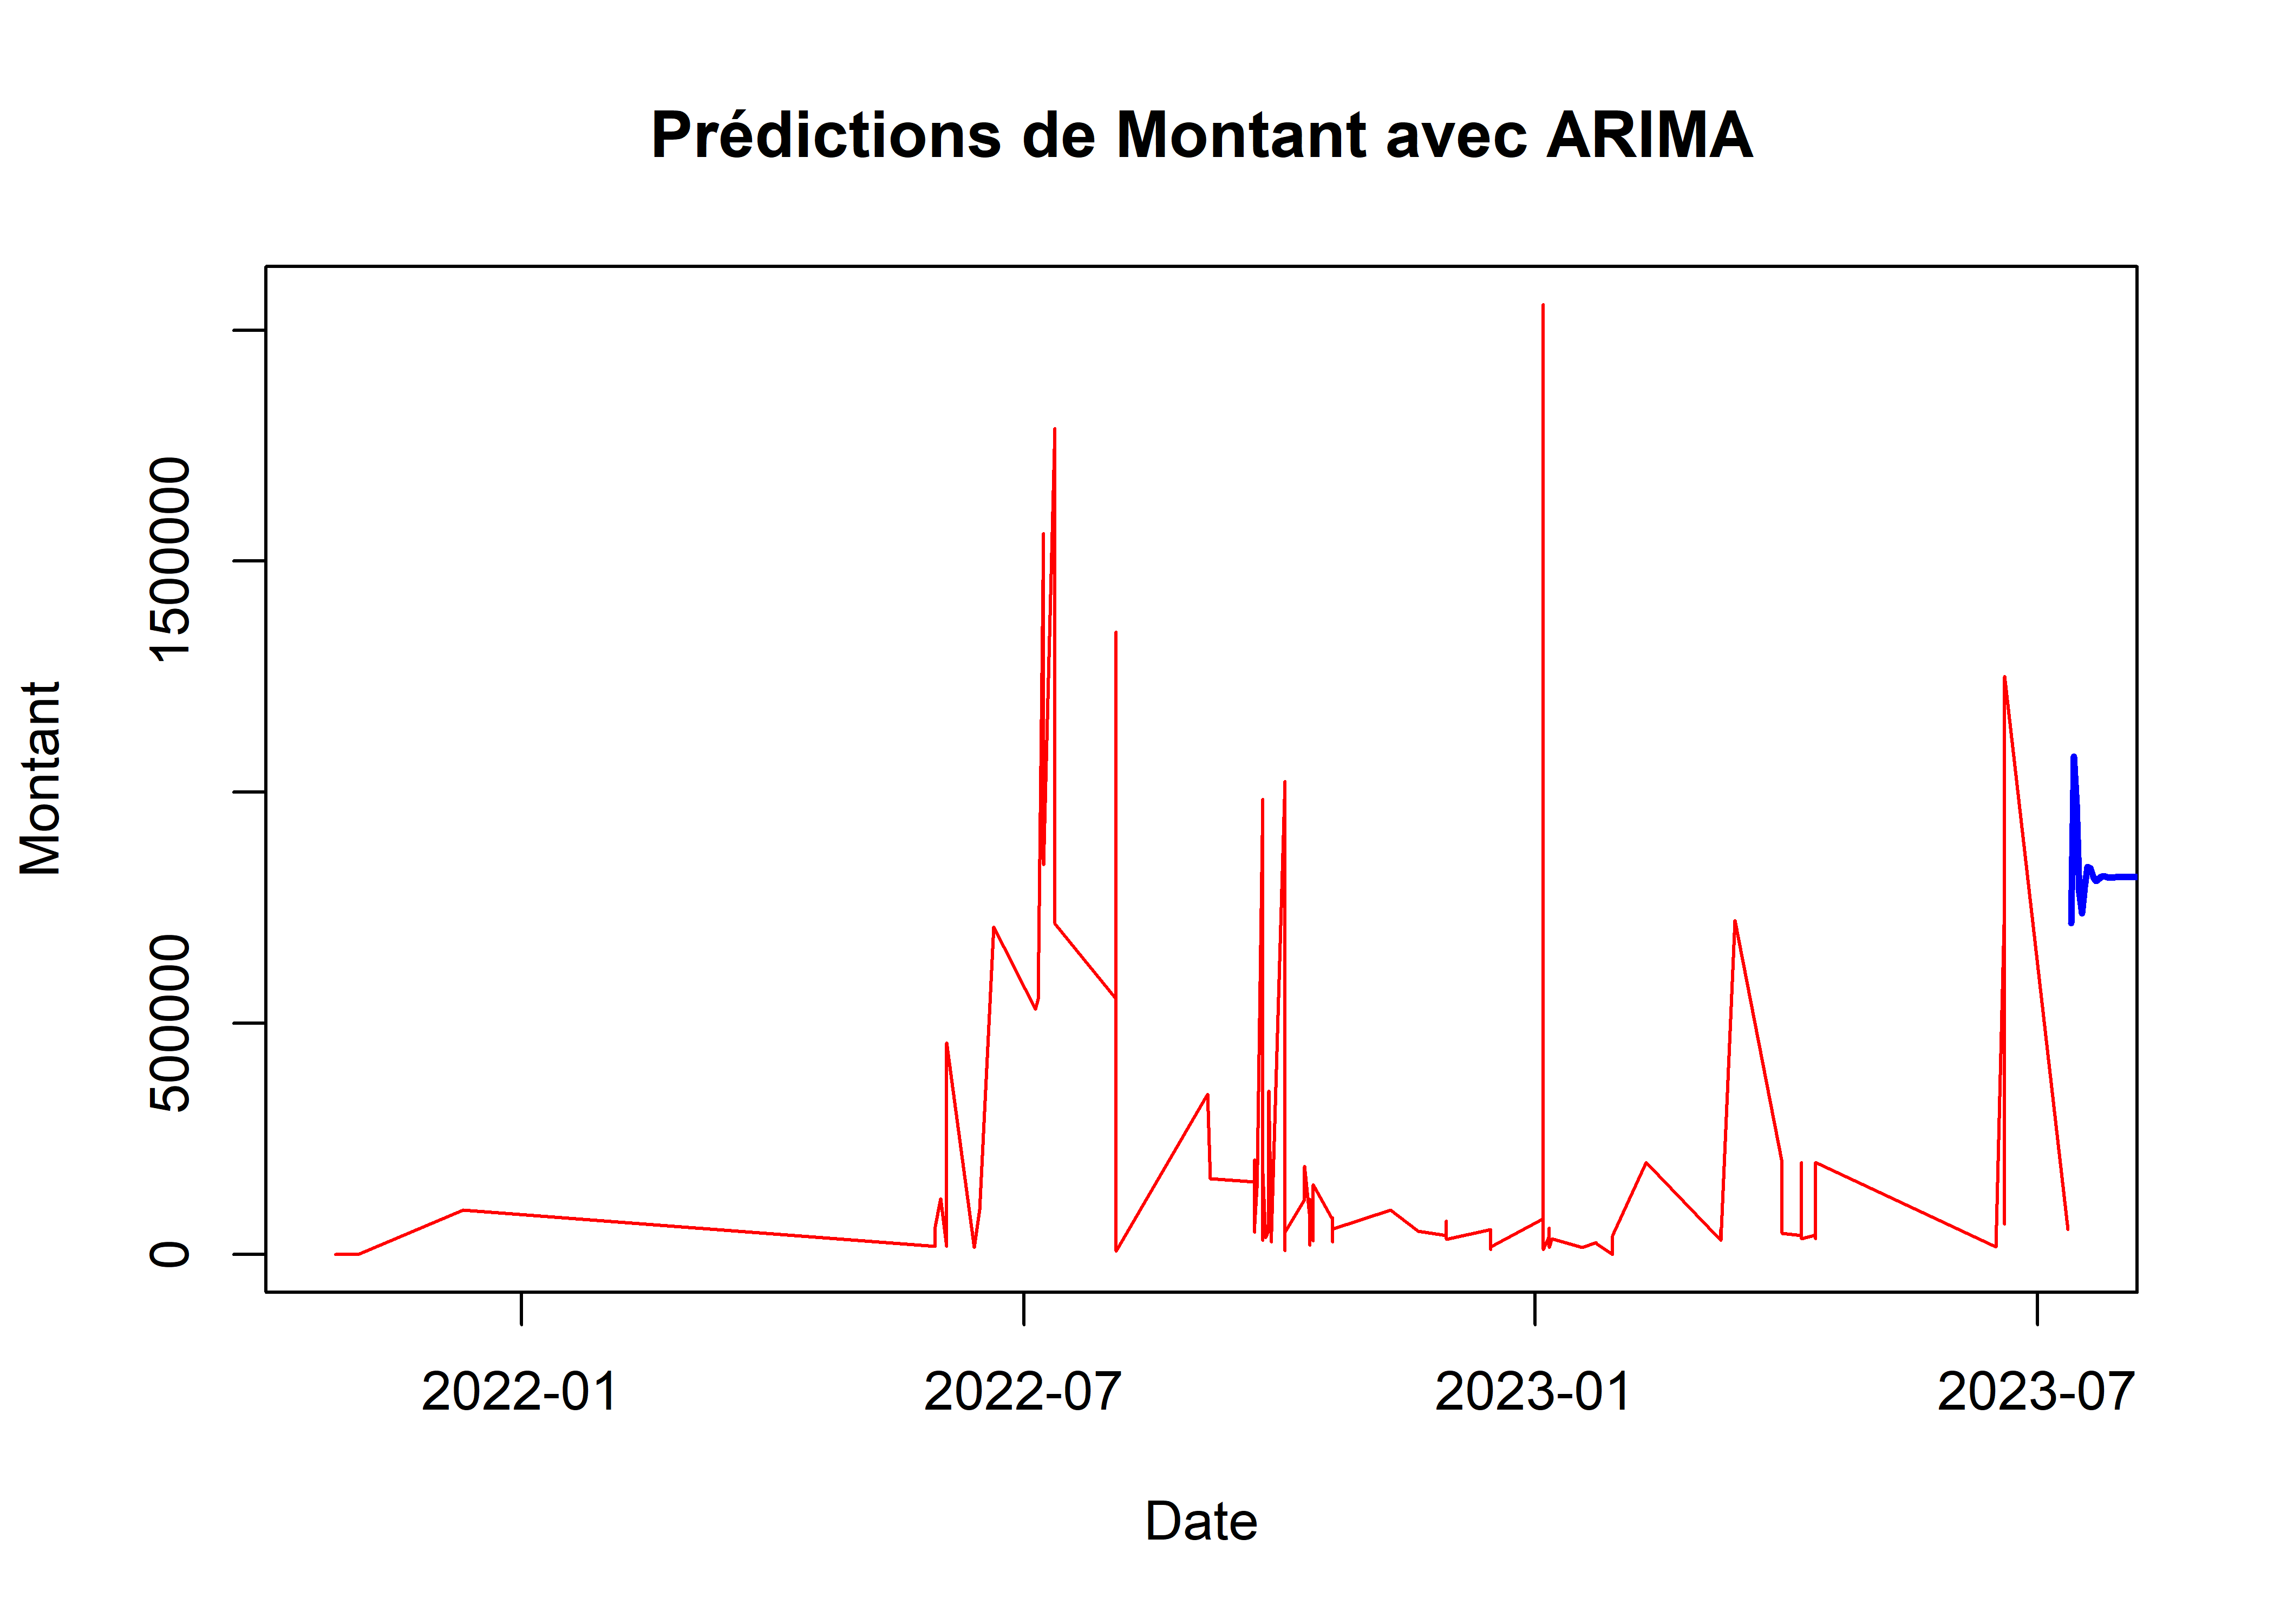 Prédictions de Montant avec ARIMA
Montant
1500000
500000
0
2022-01
2022-07
2023-01
2023-07
Date